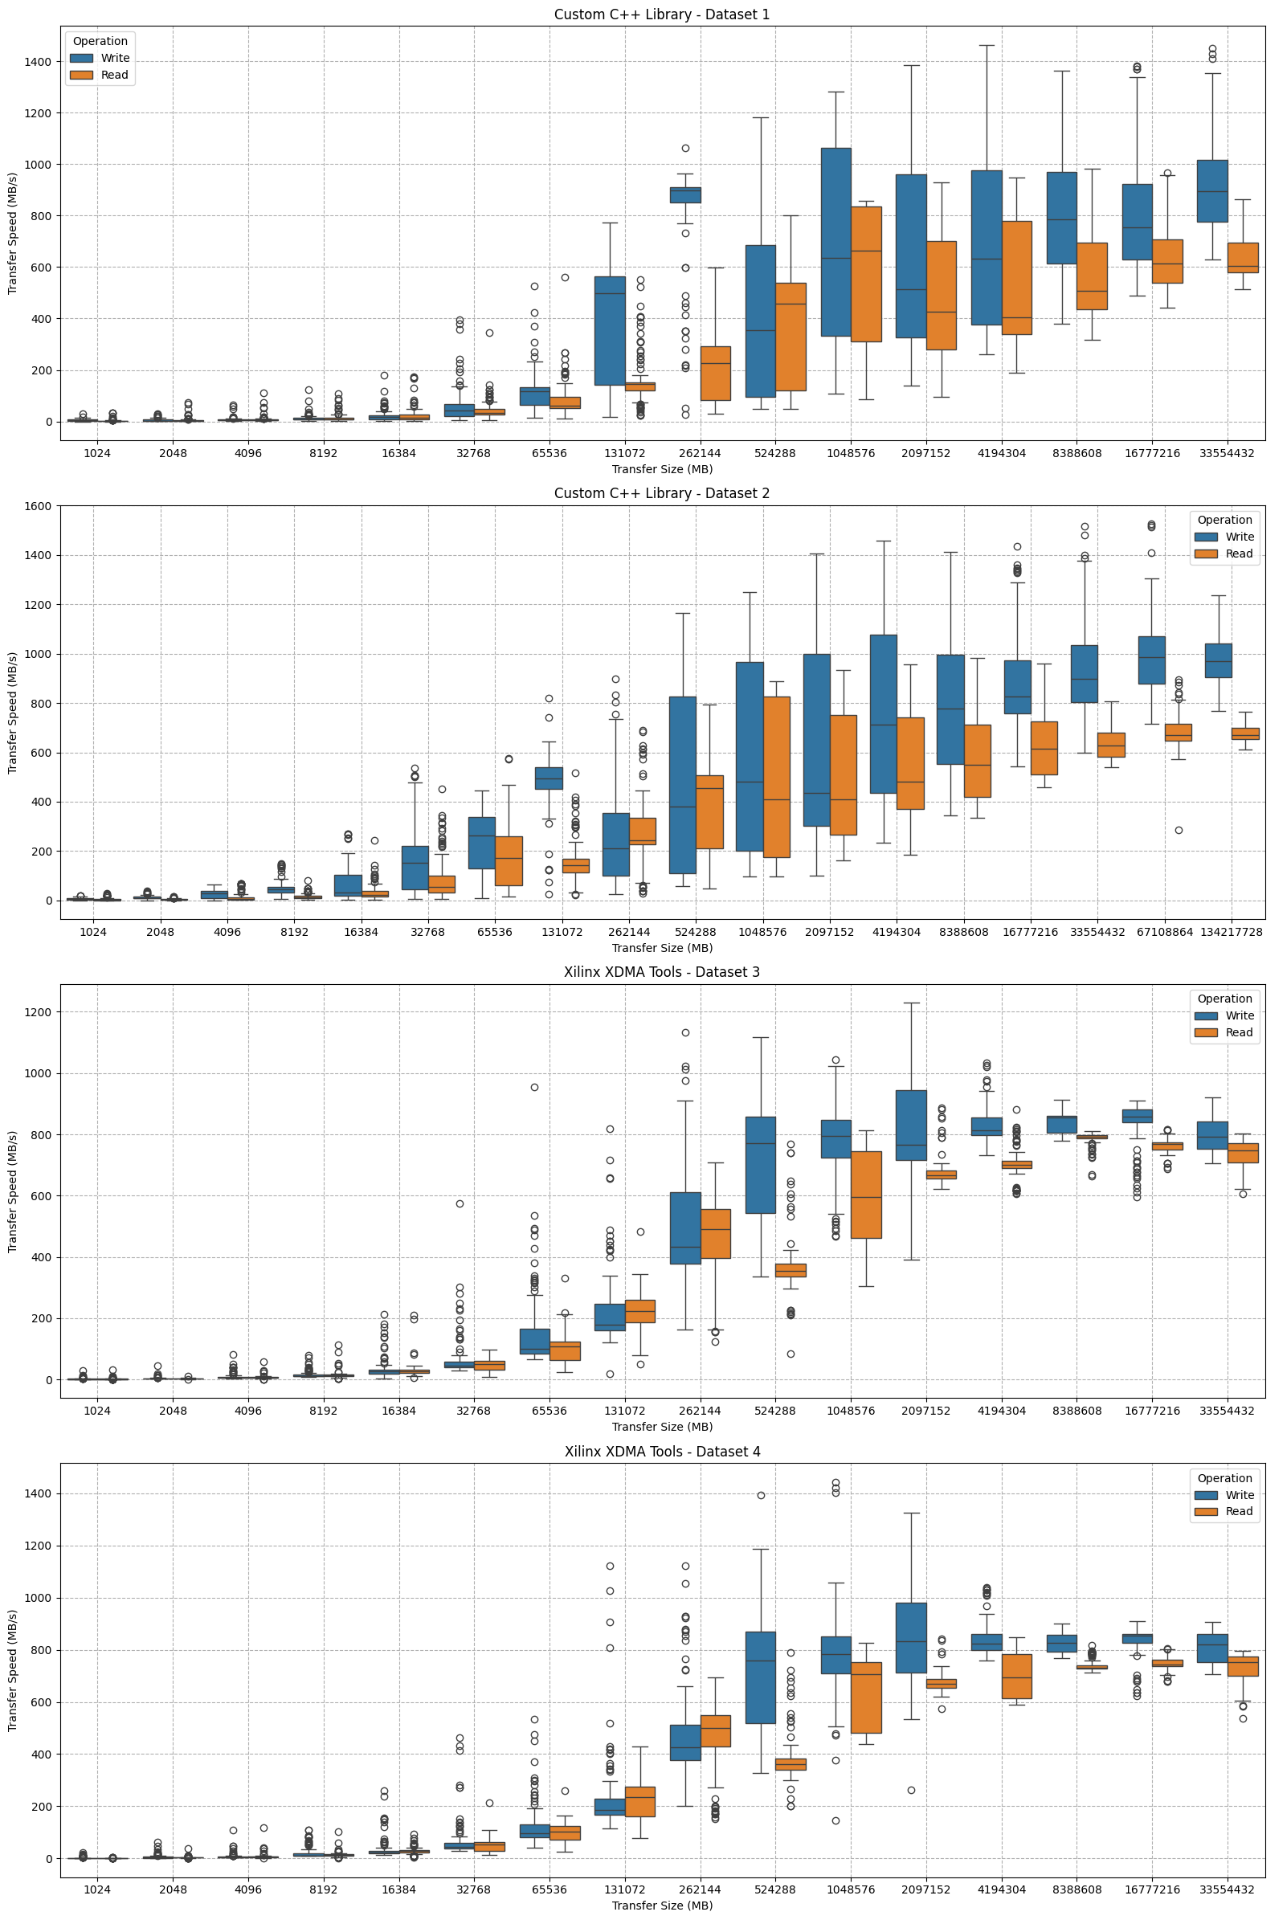 Custom C++ Library - Dataset 1
Operation
Write
Read
Transfer Speed (MB/s)
1400
1200
1000
800
600
400
200
0
1024 2048 4096 8192 16384 32768 65536 131072 262144 524288 1048576 2097152 4194304 8388608 16777216 33554432
Transfer Size (MB)
Custom C++ Library - Dataset 2
Operation
Write
Read
Transfer Speed (MB/s)
1600
1400
1200
1000
800
600
400
200
0
1024 2048 4096 8192 16384 32768 65536 131072 262144 524288 1048576 2097152 4194304 8388608 16777216 33554432 67108864 134217728
Transfer Size (MB)
Xilinx XDMA Tools - Dataset 3
Operation
Write
Read
Transfer Speed (MB/s)
1200
1000
800
600
400
200
0
1024 2048 4096 8192 16384 32768 65536 131072 262144 524288 1048576 2097152 4194304 8388608 16777216 33554432
Transfer Size (MB)
Xilinx XDMA Tools - Dataset 4
Operation
Write
Read
Transfer Speed (MB/s)
1400
1200
1000
800
600
400
200
0
1024 2048 4096 8192 16384 32768 65536 131072 262144 524288 1048576 2097152 4194304 8388608 16777216 33554432
Transfer Size (MB)